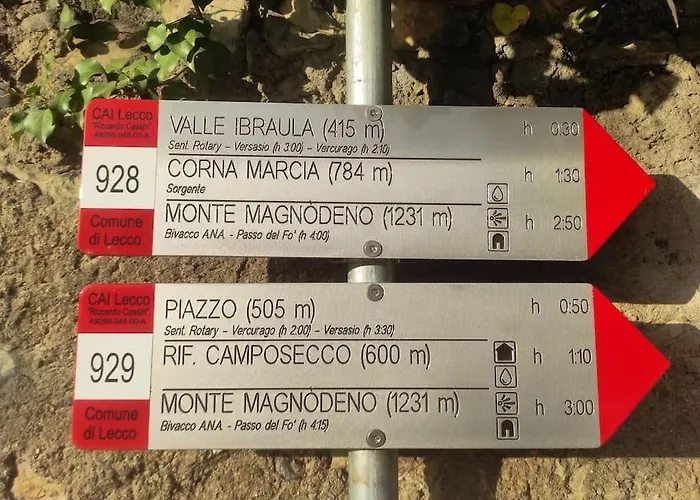 CAI Lecco
"Riccardo Cassin"
928
Comune
di Lecco
VALLE IBRAULA (415 m) h 0:30
Sent. Rotary - Versasio (h 3:00) - Vercurago (h 2:10)
CORNA MARCIA (784 m) h 1:30
Sorgente
MONTE MAGNÒDENO (1231 m) h 2:50
Bivacco A.N.A. - Passo del Fo' (h 4:00)
CAI Lecco
"Riccardo Cassin"
929
Comune
di Lecco
PIAZZO (505 m) h 0:50
Sent. Rotary - Vercurago (h 2:00) - Versasio (h 3:30)
RIF. CAMPOSECCO (600 m) h 1:10
MONTE MAGNÒDENO (1231 m) h 3:00
Bivacco A.N.A. - Passo del Fo' (h 4:15)